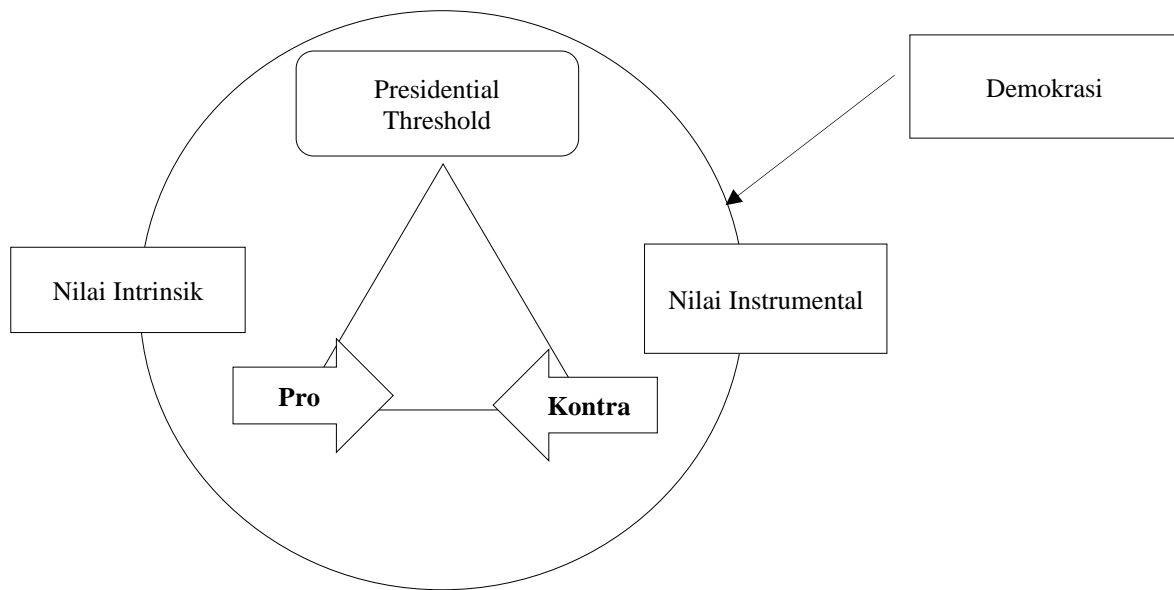 Presidential
Threshold
Demokrasi
Nilai Intrinsik
Nilai Instrumental
Pro
Kontra